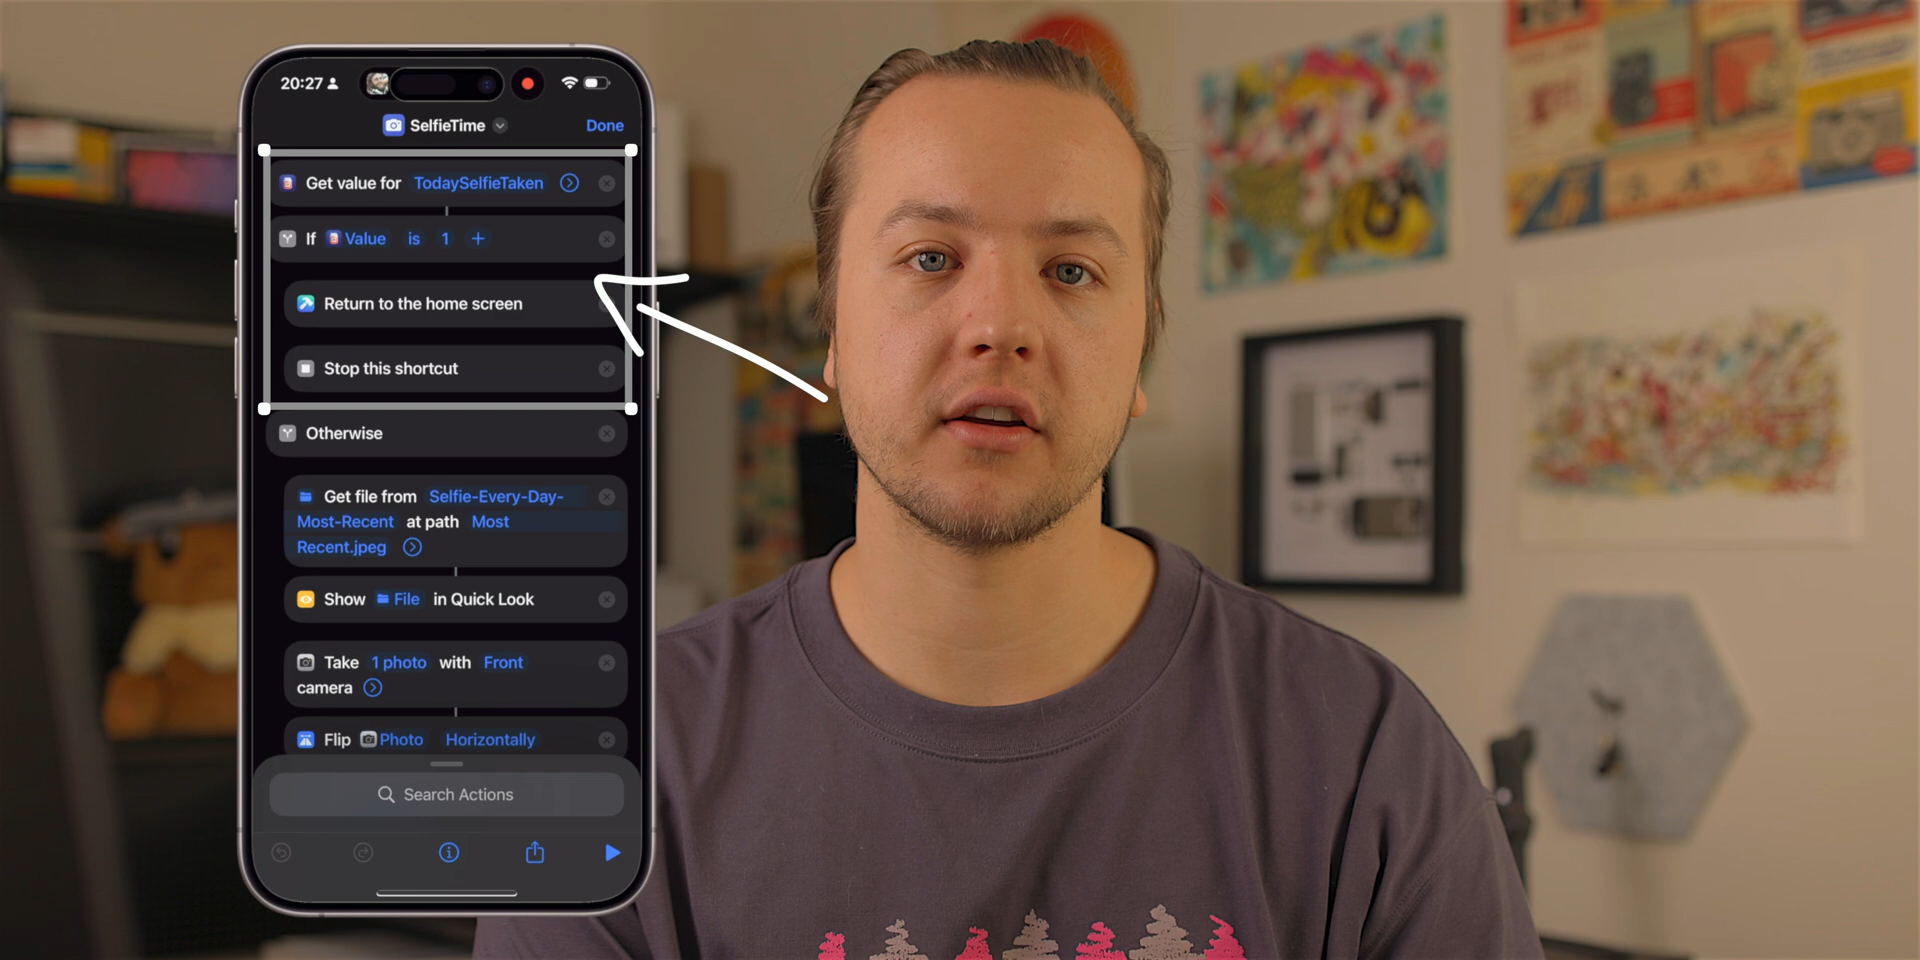 20:27
SelfieTime
Done
Get value for TodaySelfieTaken
If Value is 1 +
Return to the home screen
Stop this shortcut
Otherwise
Get file from Selfie-Every-Day-
Most-Recent at path Most
Recent.jpeg
Show File in Quick Look
Take 1 photo with Front
camera
Flip Photo Horizontally
Search Actions